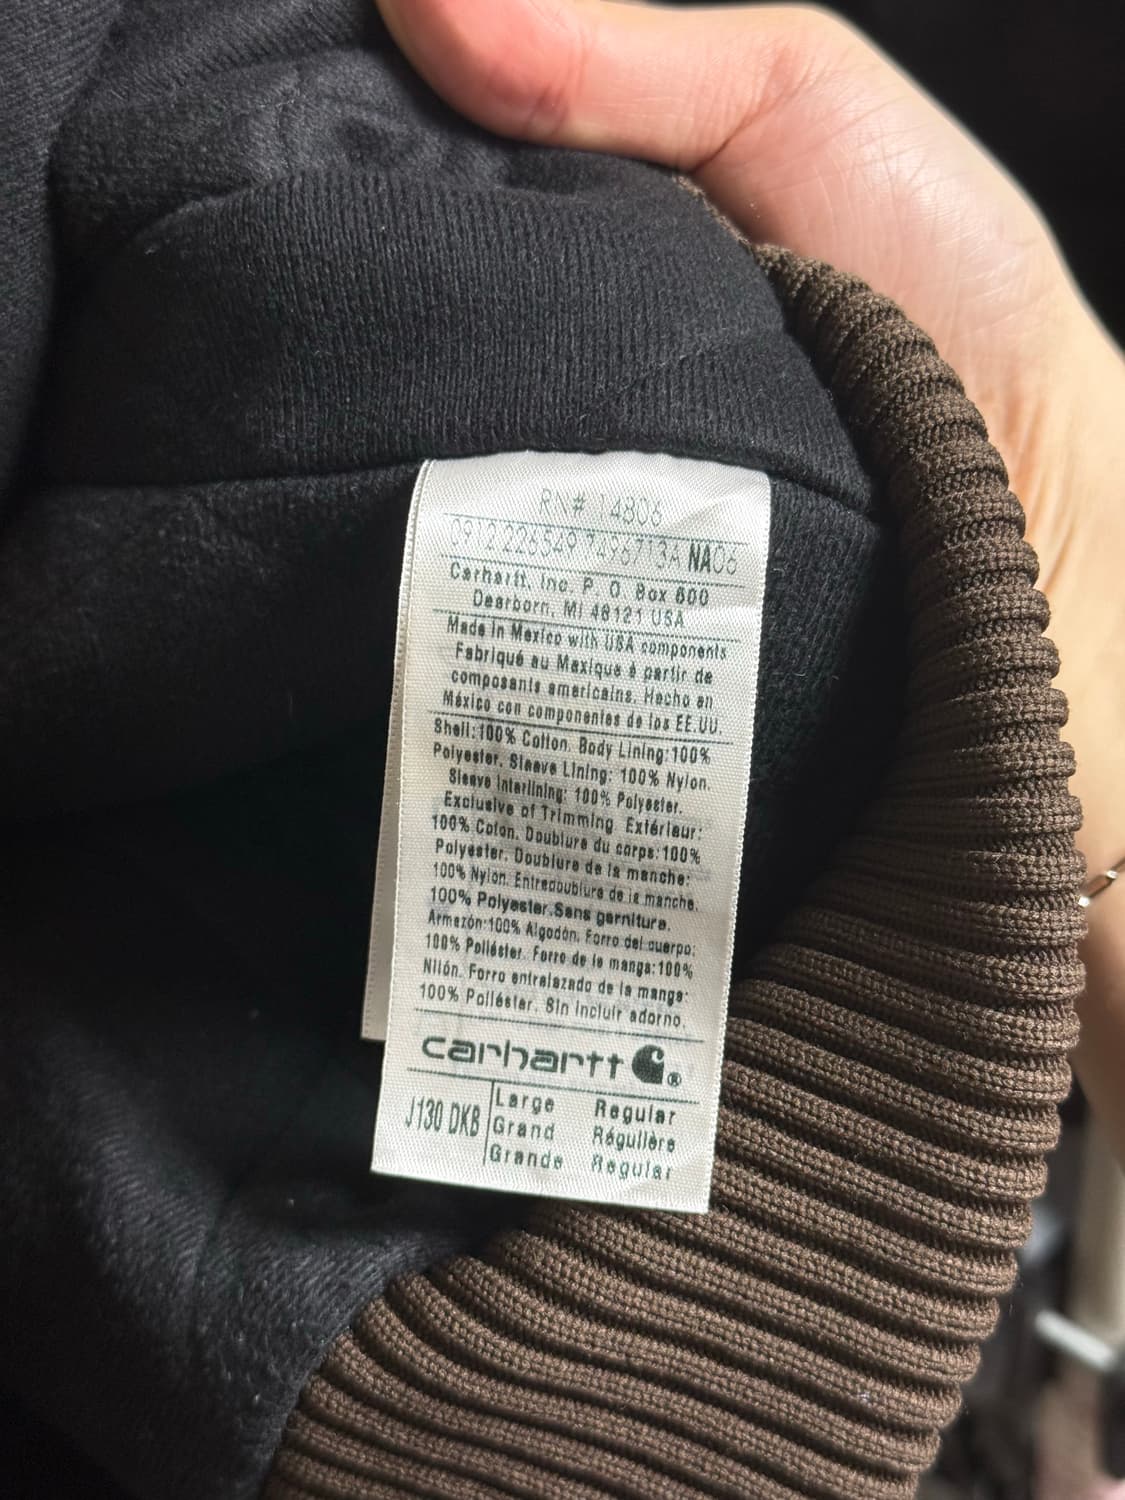 RN# 14806
0912 226549 7496713A NA06
Carhartt. Inc. P. O. Box 600
Dearborn, MI 48121 USA
Made in Mexico with USA components
Fabriqué au Mexique à partir de
composants americains. Hecho en
México con componentes de los EE.UU.
Shell:100% Cotton. Body Lining:100%
Polyester. Sleeve Lining: 100% Nylon.
Sleeve Interlining: 100% Polyester.
Exclusive of Trimming. Extérieur:
100% Coton. Doublure du corps:100%
Polyester. Doublure de la manche:
100% Nylon. Entredoublure de la manche.
100% Polyester.Sans garniture.
Armazón:100% Algodón. Forro del cuerpo:
100% Poliéster. Forro de la manga:100%
Nilón. Forro entrelazado de la manga:
100% Poliéster. Sin incluir adorno.
carhartt ®
J130 DKB
Large Regular
Grand Régulière
Grande Regular